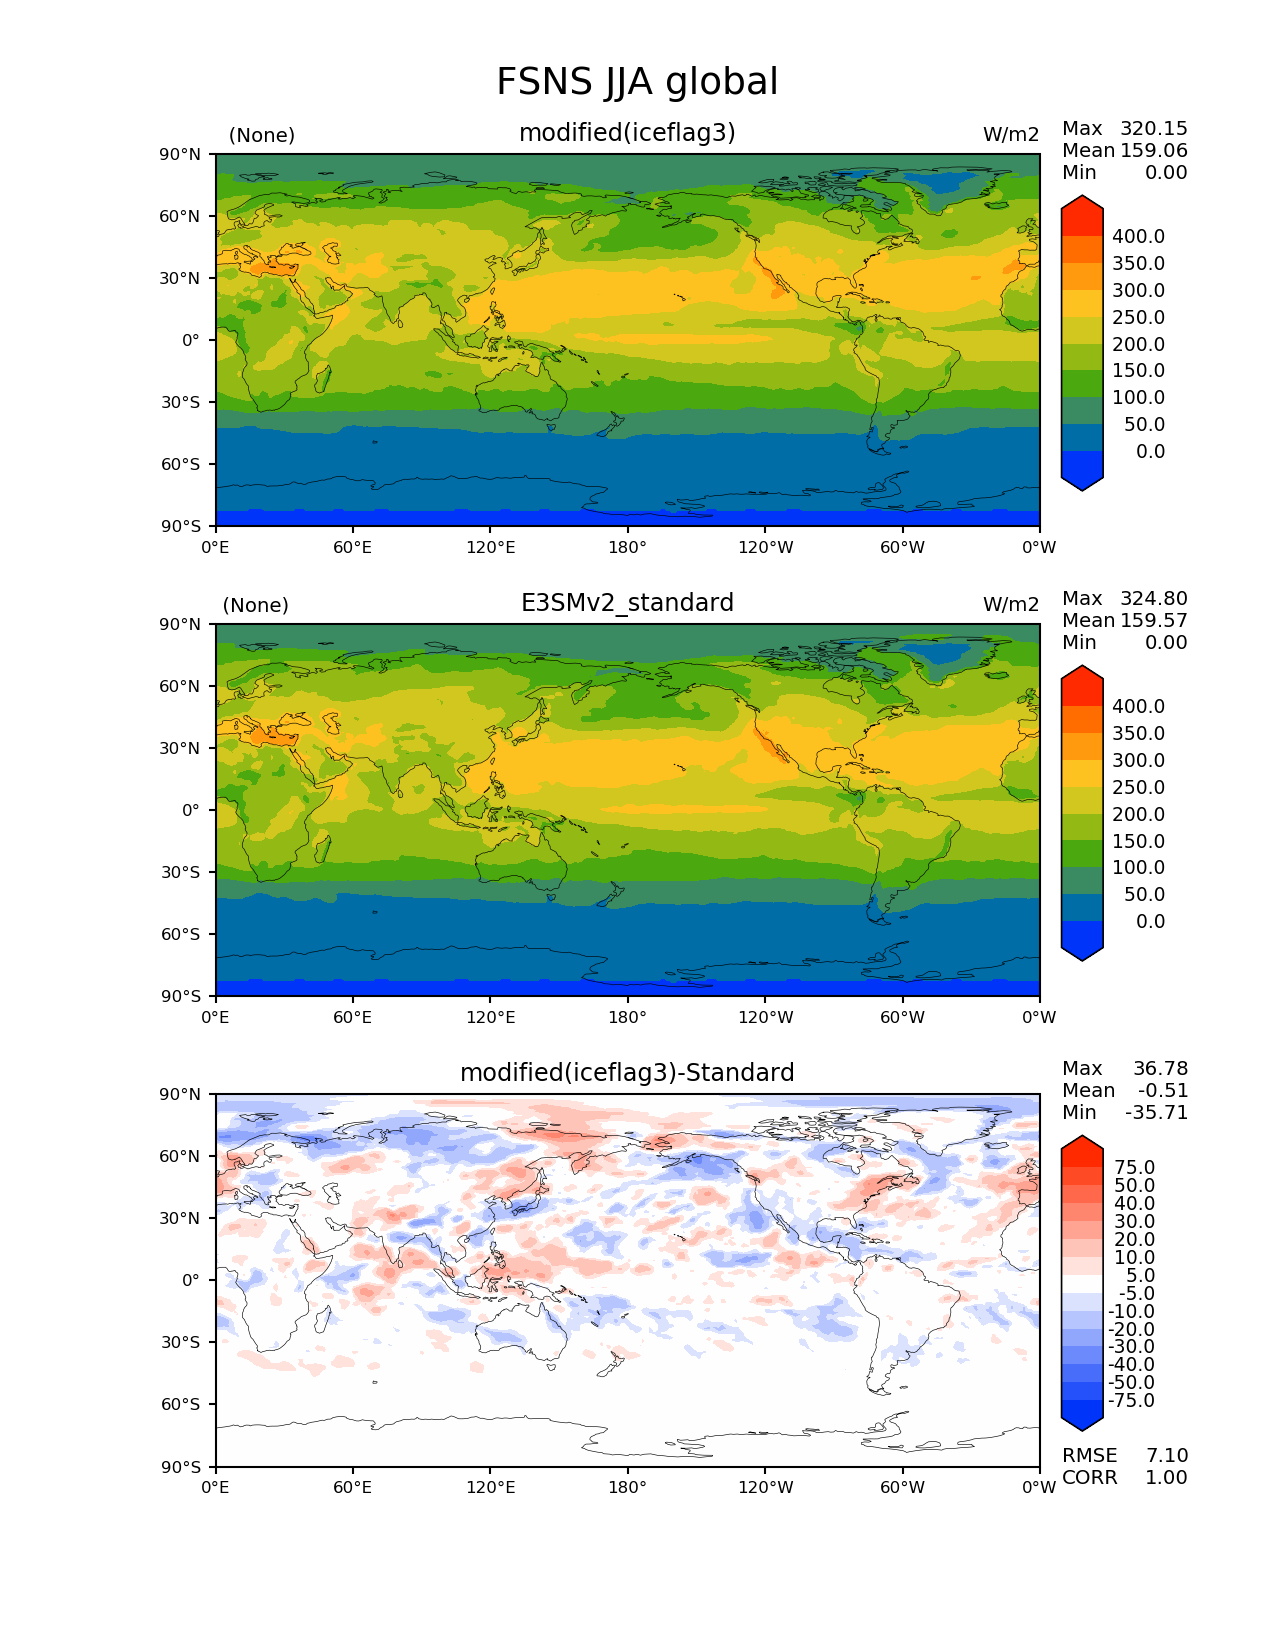 FSNS JJA global
(None) modified(iceflag3) W/m2
Max 320.15
Mean 159.06
Min 0.00
90°N
60°N
30°N
0°
30°S
60°S
90°S
0°E 60°E 120°E 180° 120°W 60°W 0°W
400.0
350.0
300.0
250.0
200.0
150.0
100.0
50.0
0.0
(None) E3SMv2_standard W/m2
Max 324.80
Mean 159.57
Min 0.00
90°N
60°N
30°N
0°
30°S
60°S
90°S
0°E 60°E 120°E 180° 120°W 60°W 0°W
400.0
350.0
300.0
250.0
200.0
150.0
100.0
50.0
0.0
modified(iceflag3)-Standard
Max 36.78
Mean -0.51
Min -35.71
90°N
60°N
30°N
0°
30°S
60°S
90°S
0°E 60°E 120°E 180° 120°W 60°W 0°W
75.0
50.0
40.0
30.0
20.0
10.0
5.0
-5.0
-10.0
-20.0
-30.0
-40.0
-50.0
-75.0
RMSE 7.10
CORR 1.00